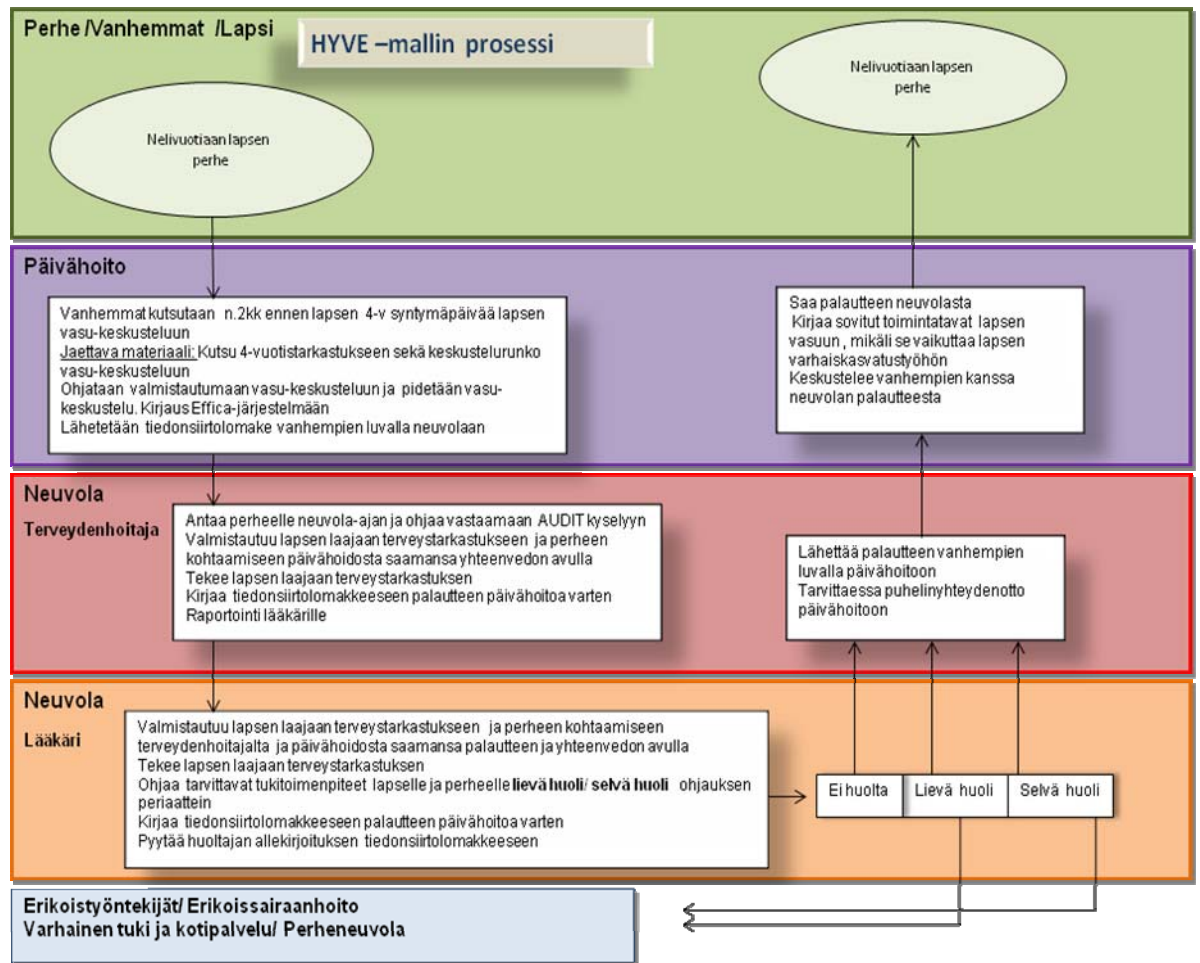 Perhe /Vanhemmat /Lapsi
HYVE –mallin prosessi
Nelivuotiaan lapsen
perhe
Nelivuotiaan lapsen
perhe
Päivähoito
Vanhemmat kutsutaan n.2kk ennen lapsen 4-v syntymäpäivää lapsen
vasu-keskusteluun
Jaettava materiaali: Kutsu 4-vuotistarkastukseen sekä keskustelurunko
vasu-keskusteluun
Ohjataan valmistautumaan vasu-keskusteluun ja pidetään vasu-
keskustelu. Kirjaus Effica-järjestelmään
Lähetetään tiedonsiirtolomake vanhempien luvalla neuvolaan
Saa palautteen neuvolasta
Kirjaa sovitut toimintatavat lapsen
vasuun , mikäli se vaikuttaa lapsen
varhaiskasvatustyöhön
Keskustelee vanhempien kanssa
neuvolan palautteesta
Neuvola
Terveydenhoitaja
Antaa perheelle neuvola-ajan ja ohjaa vastaamaan AUDIT kyselyyn
Valmistautuu lapsen laajaan terveystarkastukseen ja perheen
kohtaamiseen päivähoidosta saamansa yhteenvedon avulla
Tekee lapsen laajaan terveystarkastuksen
Kirjaa tiedonsiirtolomakkeeseen palautteen päivähoitoa varten
Raportointi lääkärille
Lähettää palautteen vanhempien
luvalla päivähoitoon
Tarvittaessa puhelinyhteydenotto
päivähoitoon
Neuvola
Lääkäri
Valmistautuu lapsen laajaan terveystarkastukseen ja perheen kohtaamiseen
terveydenhoitajalta ja päivähoidosta saamansa palautteen ja yhteenvedon avulla
Tekee lapsen laajaan terveystarkastuksen
Ohjaa tarvittavat tukitoimenpiteet lapselle ja perheelle lievä huoli/ selvä huoli ohjauksen
periaattein
Kirjaa tiedonsiirtolomakkeeseen palautteen päivähoitoa varten
Pyytää huoltajan allekirjoituksen tiedonsiirtolomakkeeseen
Ei huolta
Lievä huoli
Selvä huoli
Erikoistyöntekijät/ Erikoissairaanhoito
Varhainen tuki ja kotipalvelu/ Perheneuvola